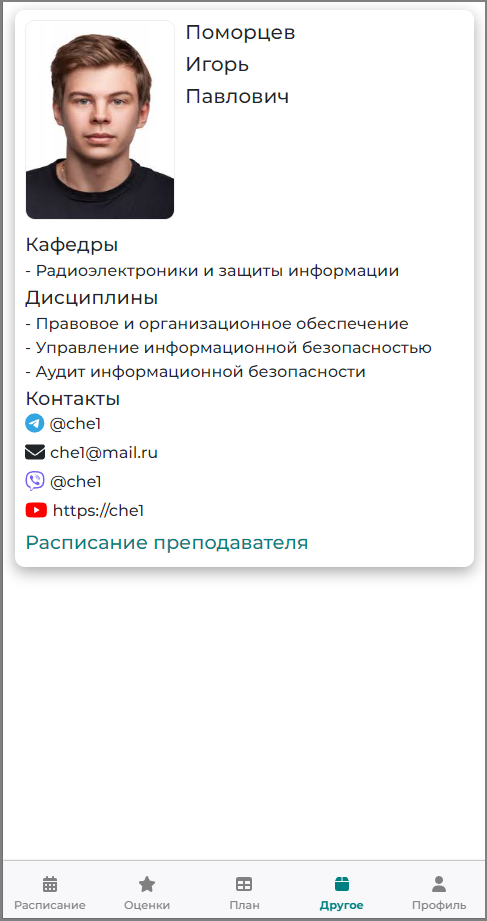 Поморцев
Игорь
Павлович
Кафедры
- Радиоэлектроники и защиты информации
Дисциплины
- Правовое и организационное обеспечение
- Управление информационной безопасностью
- Аудит информационной безопасности
Контакты
@che1
che1@mail.ru
@che1
https://che1
Расписание преподавателя
Расписание Оценки План Другое Профиль